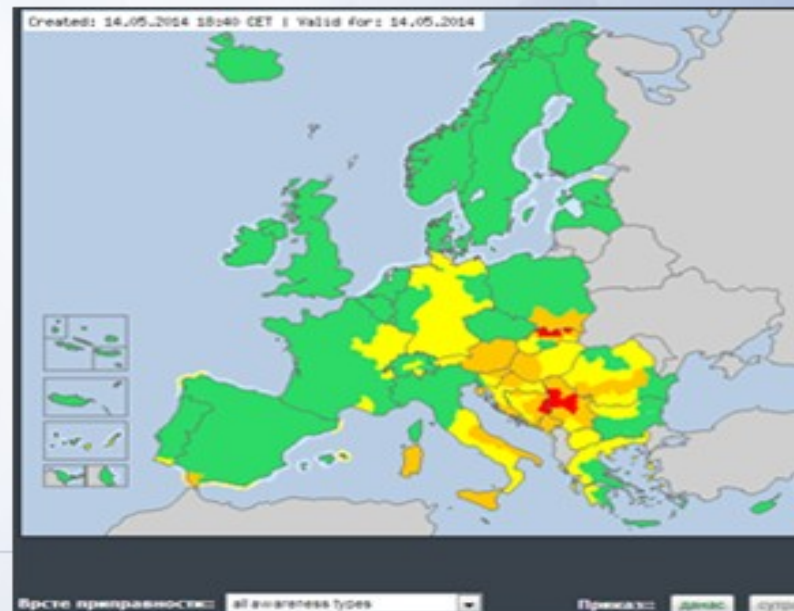 Created: 14.05.2014 18:40 CET | Valid for: 14.05.2014
Врсте приправности:: all awareness types Приказ:: данас сутра